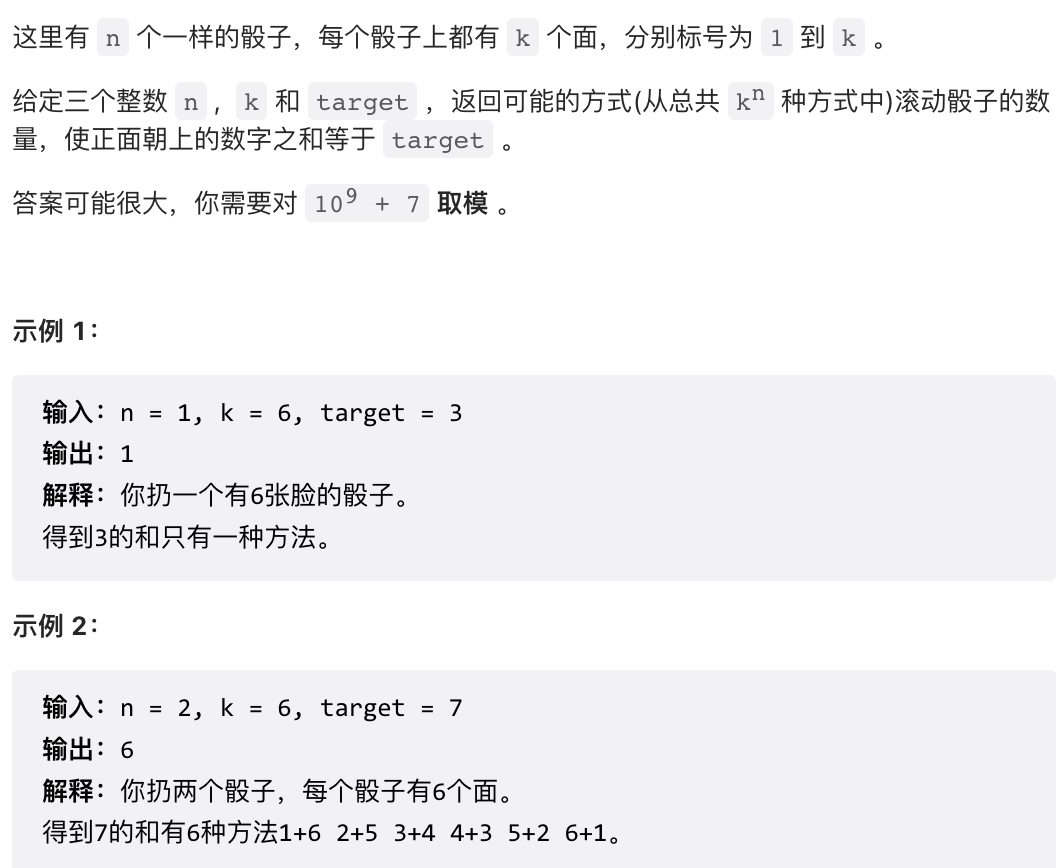 这里有 n 个一样的骰子，每个骰子上都有 k 个面，分别标号为 1 到 k 。
给定三个整数 n ，k 和 target ，返回可能的方式(从总共 kⁿ 种方式中)滚动骰子的数
量，使正面朝上的数字之和等于 target 。
答案可能很大，你需要对 10⁹ + 7 取模 。
示例 1：
输入：n = 1, k = 6, target = 3
输出：1
解释：你扔一个有6张脸的骰子。
得到3的和只有一种方法。
示例 2：
输入：n = 2, k = 6, target = 7
输出：6
解释：你扔两个骰子，每个骰子有6个面。
得到7的和有6种方法1+6 2+5 3+4 4+3 5+2 6+1。